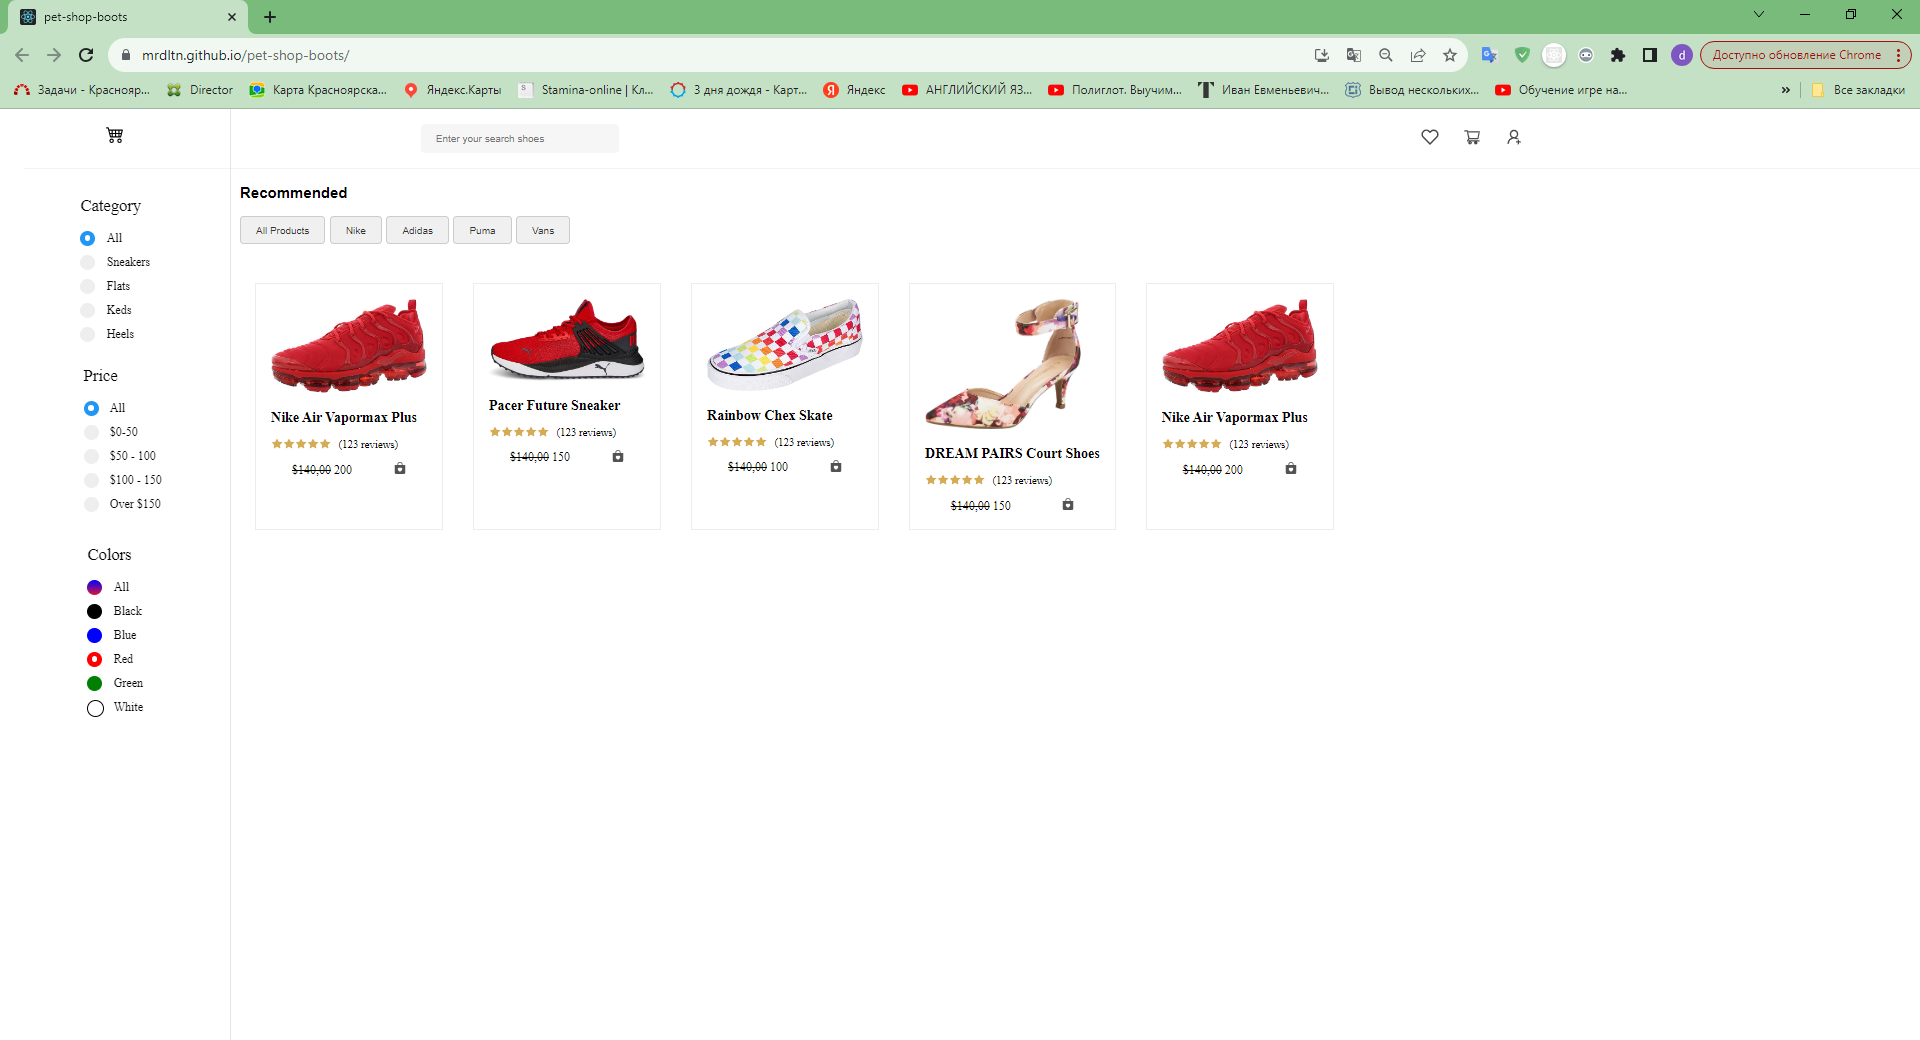 pet-shop-boots
mrdltn.github.io/pet-shop-boots/
d
Доступно обновление Chrome
Задачи - Краснояр...
Director
Карта Красноярска...
Яндекс.Карты
S
Stamina-online | Кл...
3 дня дождя - Карт...
Я
Яндекс
АНГЛИЙСКИЙ ЯЗ...
Полиглот. Выучим...
Иван Евменьевич...
Вывод нескольких...
Обучение игре на...
»
Все закладки
Enter your search shoes
Recommended
All Products Nike Adidas Puma Vans
Category
All
Sneakers
Flats
Keds
Heels
Price
All
$0-50
$50 - 100
$100 - 150
Over $150
Colors
All
Black
Blue
Red
Green
White
Nike Air Vapormax Plus
(123 reviews)
$140,00 200
Pacer Future Sneaker
(123 reviews)
$140,00 150
Rainbow Chex Skate
(123 reviews)
$140,00 100
DREAM PAIRS Court Shoes
(123 reviews)
$140,00 150
Nike Air Vapormax Plus
(123 reviews)
$140,00 200